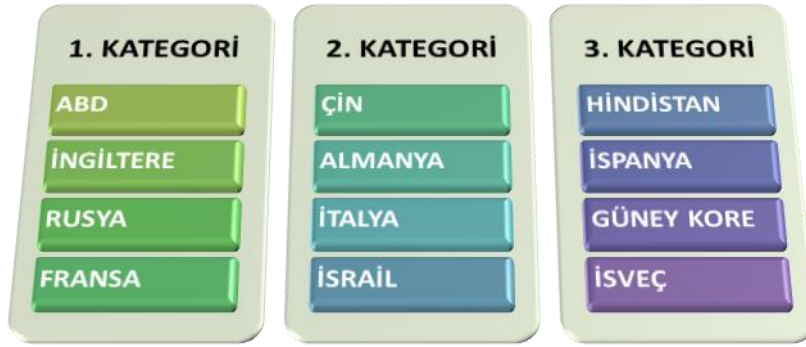 1. KATEGORİ
ABD
İNGİLTERE
RUSYA
FRANSA
2. KATEGORİ
ÇİN
ALMANYA
İTALYA
İSRAİL
3. KATEGORİ
HİNDİSTAN
İSPANYA
GÜNEY KORE
İSVEÇ